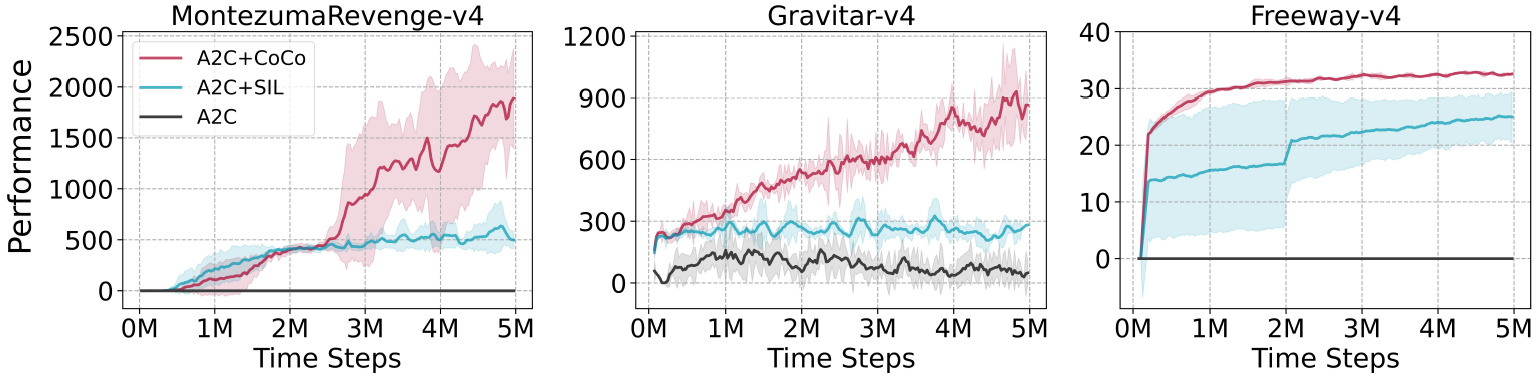 MontezumaRevenge-v4
Performance
2500
2000
1500
1000
500
0
A2C+CoCo
A2C+SIL
A2C
0M 1M 2M 3M 4M 5M
Time Steps
Gravitar-v4
1200
900
600
300
0
0M 1M 2M 3M 4M 5M
Time Steps
Freeway-v4
40
30
20
10
0
0M 1M 2M 3M 4M 5M
Time Steps